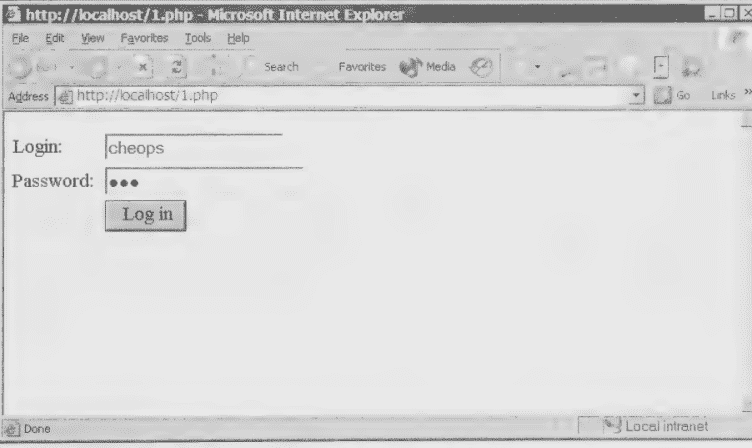 http://localhost/1.php - Microsoft Internet Explorer
File Edit View Favorites Tools Help
Search Favorites Media
Address http://localhost/1.php Go Links »
Login: cheops
Password: •••
Log in
Done Local intranet